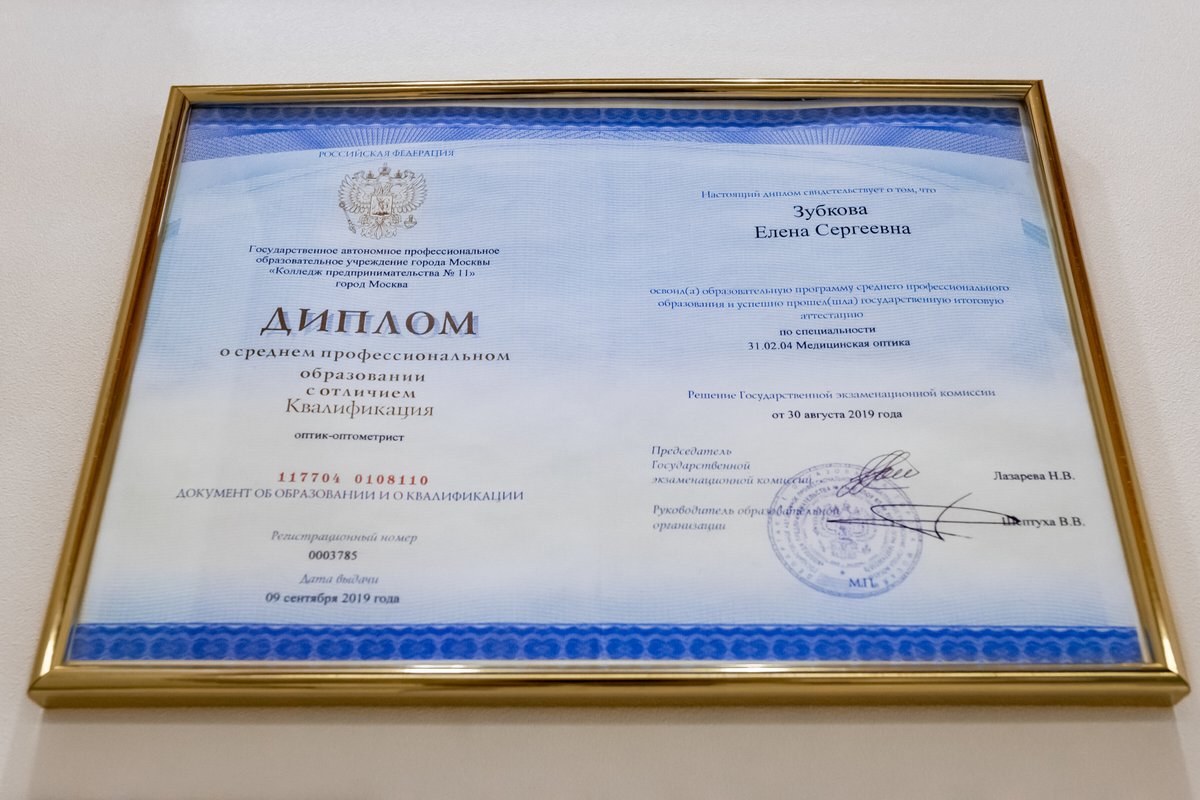 РОССИЙСКАЯ ФЕДЕРАЦИЯ
Государственное автономное профессиональное
образовательное учреждение города Москвы
«Колледж предпринимательства № 11»
город Москва
ДИПЛОМ
о среднем профессиональном
образовании
с отличием
Квалификация
оптик-оптометрист
117704 0108110
ДОКУМЕНТ ОБ ОБРАЗОВАНИИ И О КВАЛИФИКАЦИИ
Регистрационный номер
0003785
Дата выдачи
09 сентября 2019 года
Настоящий диплом свидетельствует о том, что
Зубкова
Елена Сергеевна
освоил(а) образовательную программу среднего профессионального
образования и успешно прошел(шла) государственную итоговую
аттестацию
по специальности
31.02.04 Медицинская оптика
Решение Государственной экзаменационной комиссии
от 30 августа 2019 года
Председатель
Государственной
экзаменационной комиссии
Лазарева Н.В.
Руководитель образовательной
организации
Шептуха В.В.
М.П.